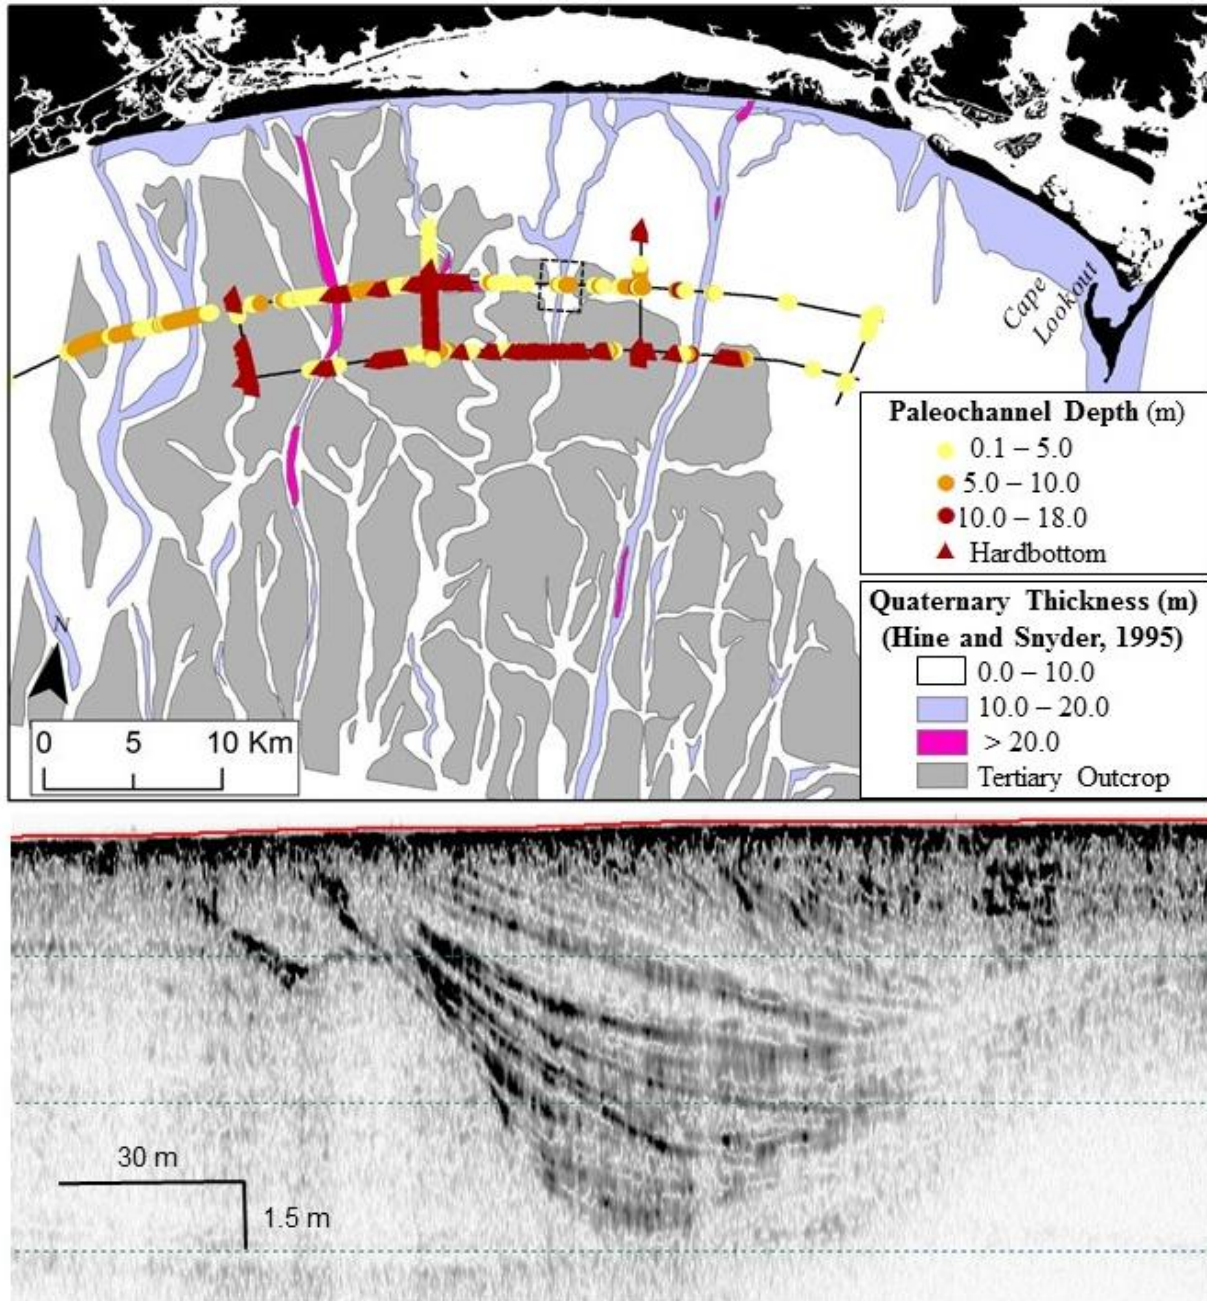 Cape
Lookout
Paleochannel Depth (m)
0.1 – 5.0
5.0 – 10.0
10.0 – 18.0
Hardbottom
N
Quaternary Thickness (m)
(Hine and Snyder, 1995)
0.0 – 10.0
10.0 – 20.0
> 20.0
Tertiary Outcrop
0 5 10 Km
30 m
1.5 m